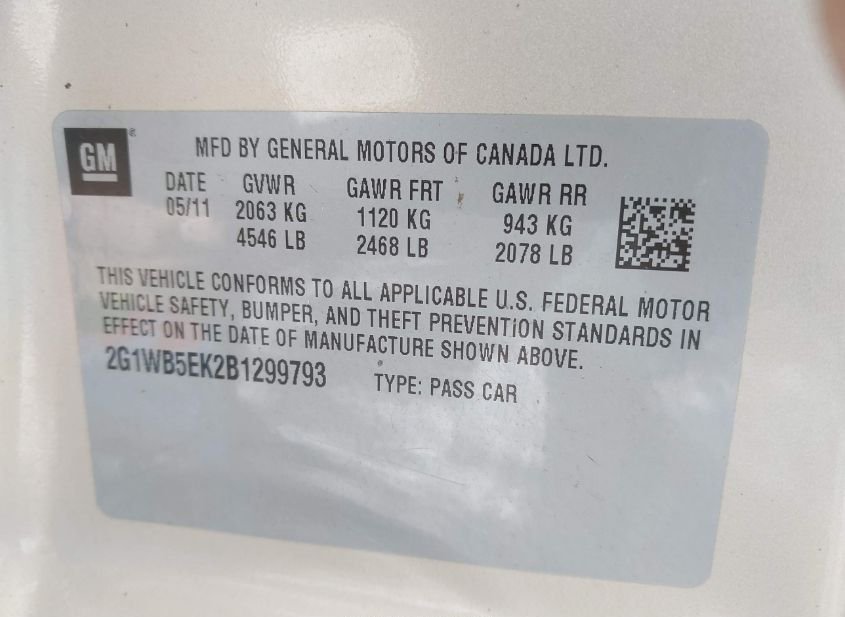 GM®
MFD BY GENERAL MOTORS OF CANADA LTD.
DATE GVWR GAWR FRT GAWR RR
05/11 2063 KG 1120 KG 943 KG
4546 LB 2468 LB 2078 LB
THIS VEHICLE CONFORMS TO ALL APPLICABLE U.S. FEDERAL MOTOR
VEHICLE SAFETY, BUMPER, AND THEFT PREVENTION STANDARDS IN
EFFECT ON THE DATE OF MANUFACTURE SHOWN ABOVE.
2G1WB5EK2B1299793 TYPE: PASS CAR